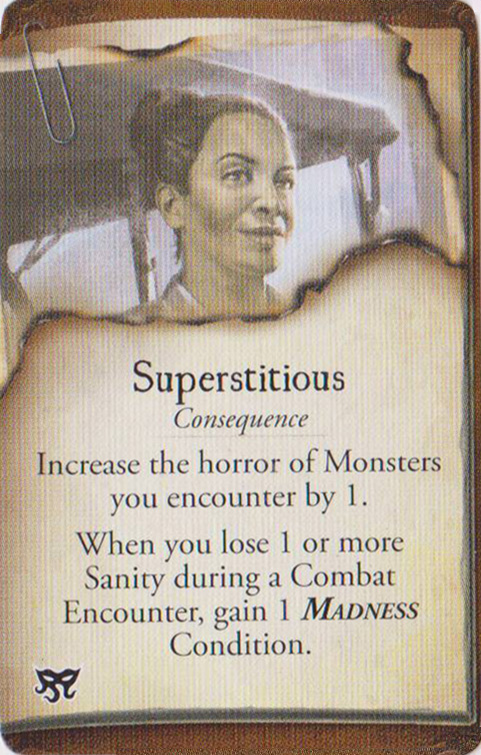 Superstitious
Consequence
Increase the horror of Monsters
you encounter by 1.
When you lose 1 or more
Sanity during a Combat
Encounter, gain 1 MADNESS
Condition.